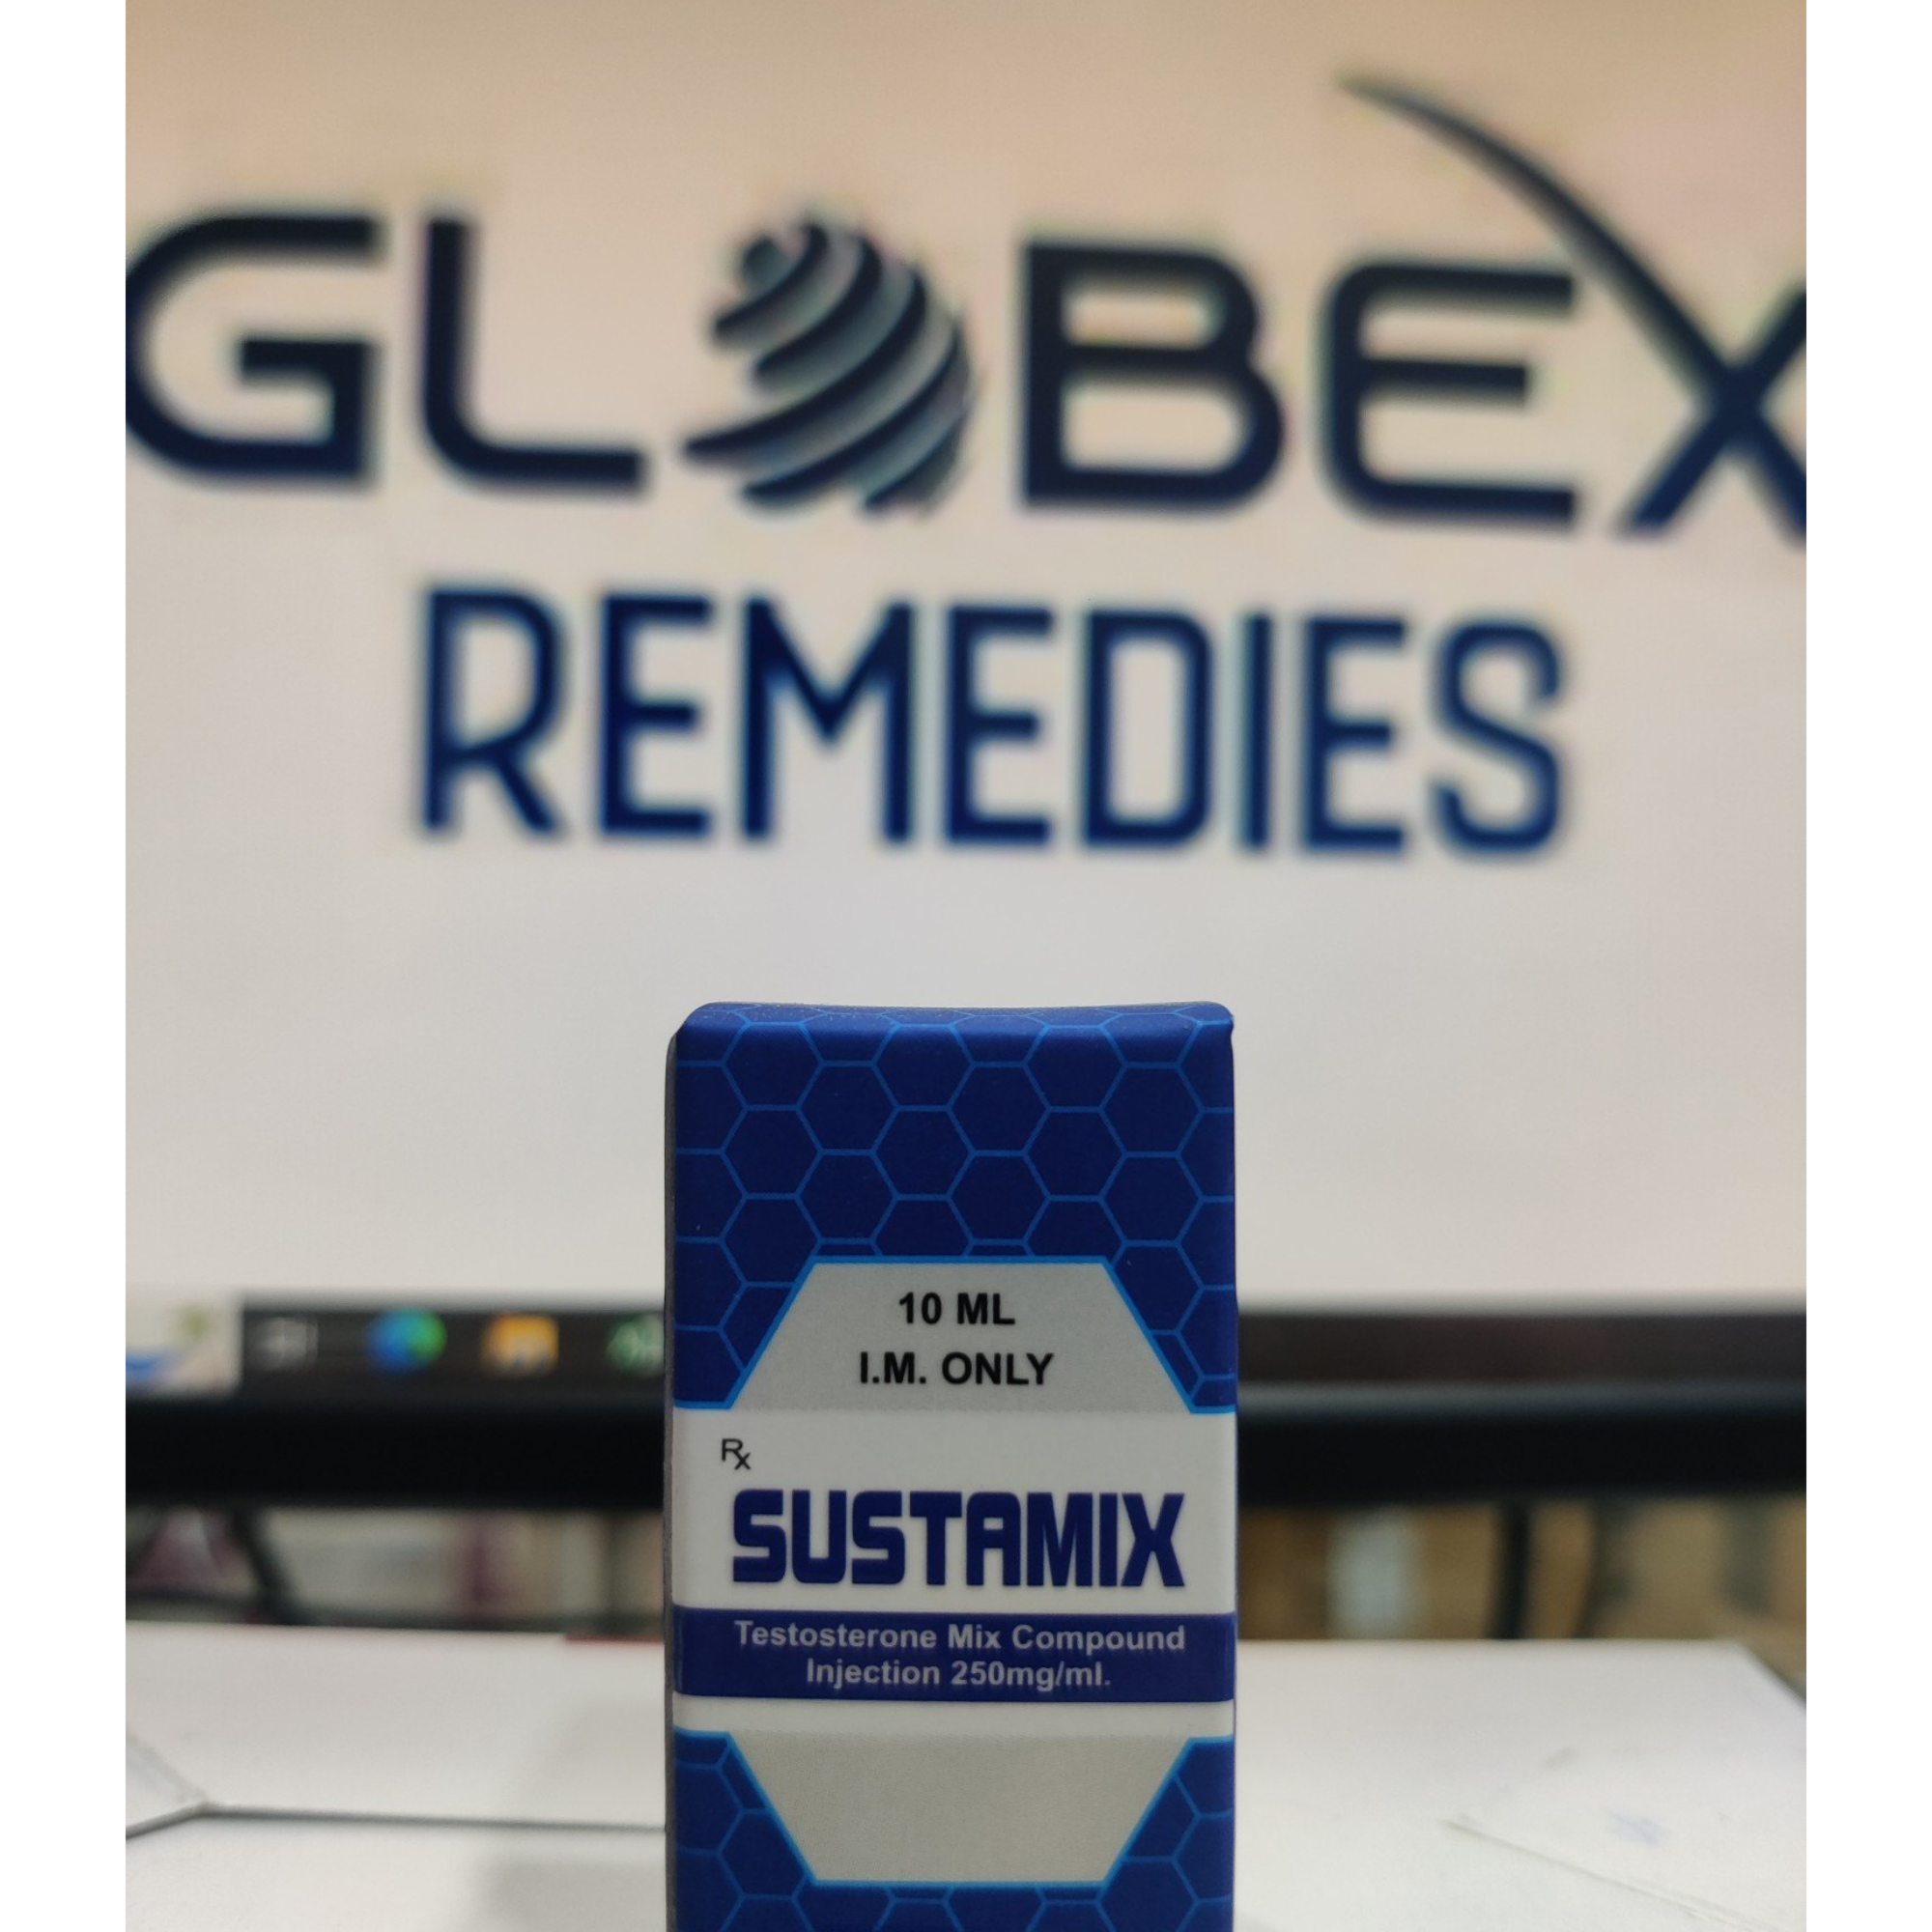 GLOBEX
REMEDIES
10 ML
I.M. ONLY
Rx
SUSTAMIX
Testosterone Mix Compound
Injection 250mg/ml.